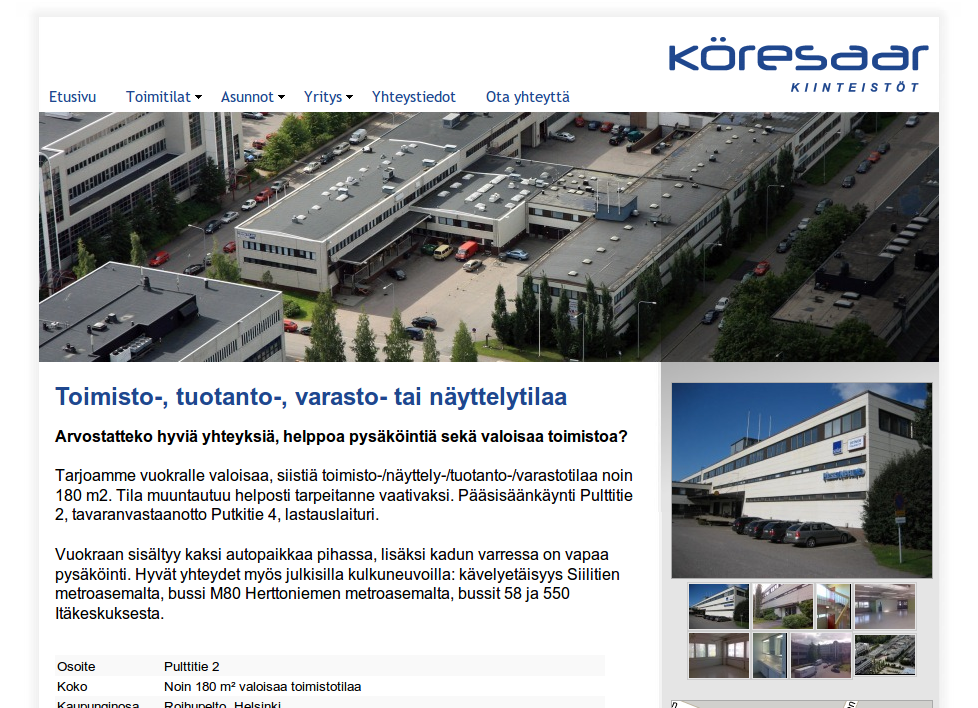 köresaar
KIINTEISTÖT
Etusivu Toimitilat Asunnot Yritys Yhteystiedot Ota yhteyttä
Toimisto-, tuotanto-, varasto- tai näyttelytilaa
Arvostatteko hyviä yhteyksiä, helppoa pysäköintiä sekä valoisaa toimistoa?
Tarjoamme vuokralle valoisaa, siistiä toimisto-/näyttely-/tuotanto-/varastotilaa noin
180 m2. Tila muuntautuu helposti tarpeitanne vaativaksi. Pääsisäänkäynti Pulttitie
2, tavaranvastaanotto Putkitie 4, lastauslaituri.
Vuokraan sisältyy kaksi autopaikkaa pihassa, lisäksi kadun varressa on vapaa
pysäköinti. Hyvät yhteydet myös julkisilla kulkuneuvoilla: kävelyetäisyys Siilitien
metroasemalta, bussi M80 Herttoniemen metroasemalta, bussit 58 ja 550
Itäkeskuksesta.
Osoite Pulttitie 2
Koko Noin 180 m² valoisaa toimistotilaa
Kaupunginosa Roihupelto, Helsinki